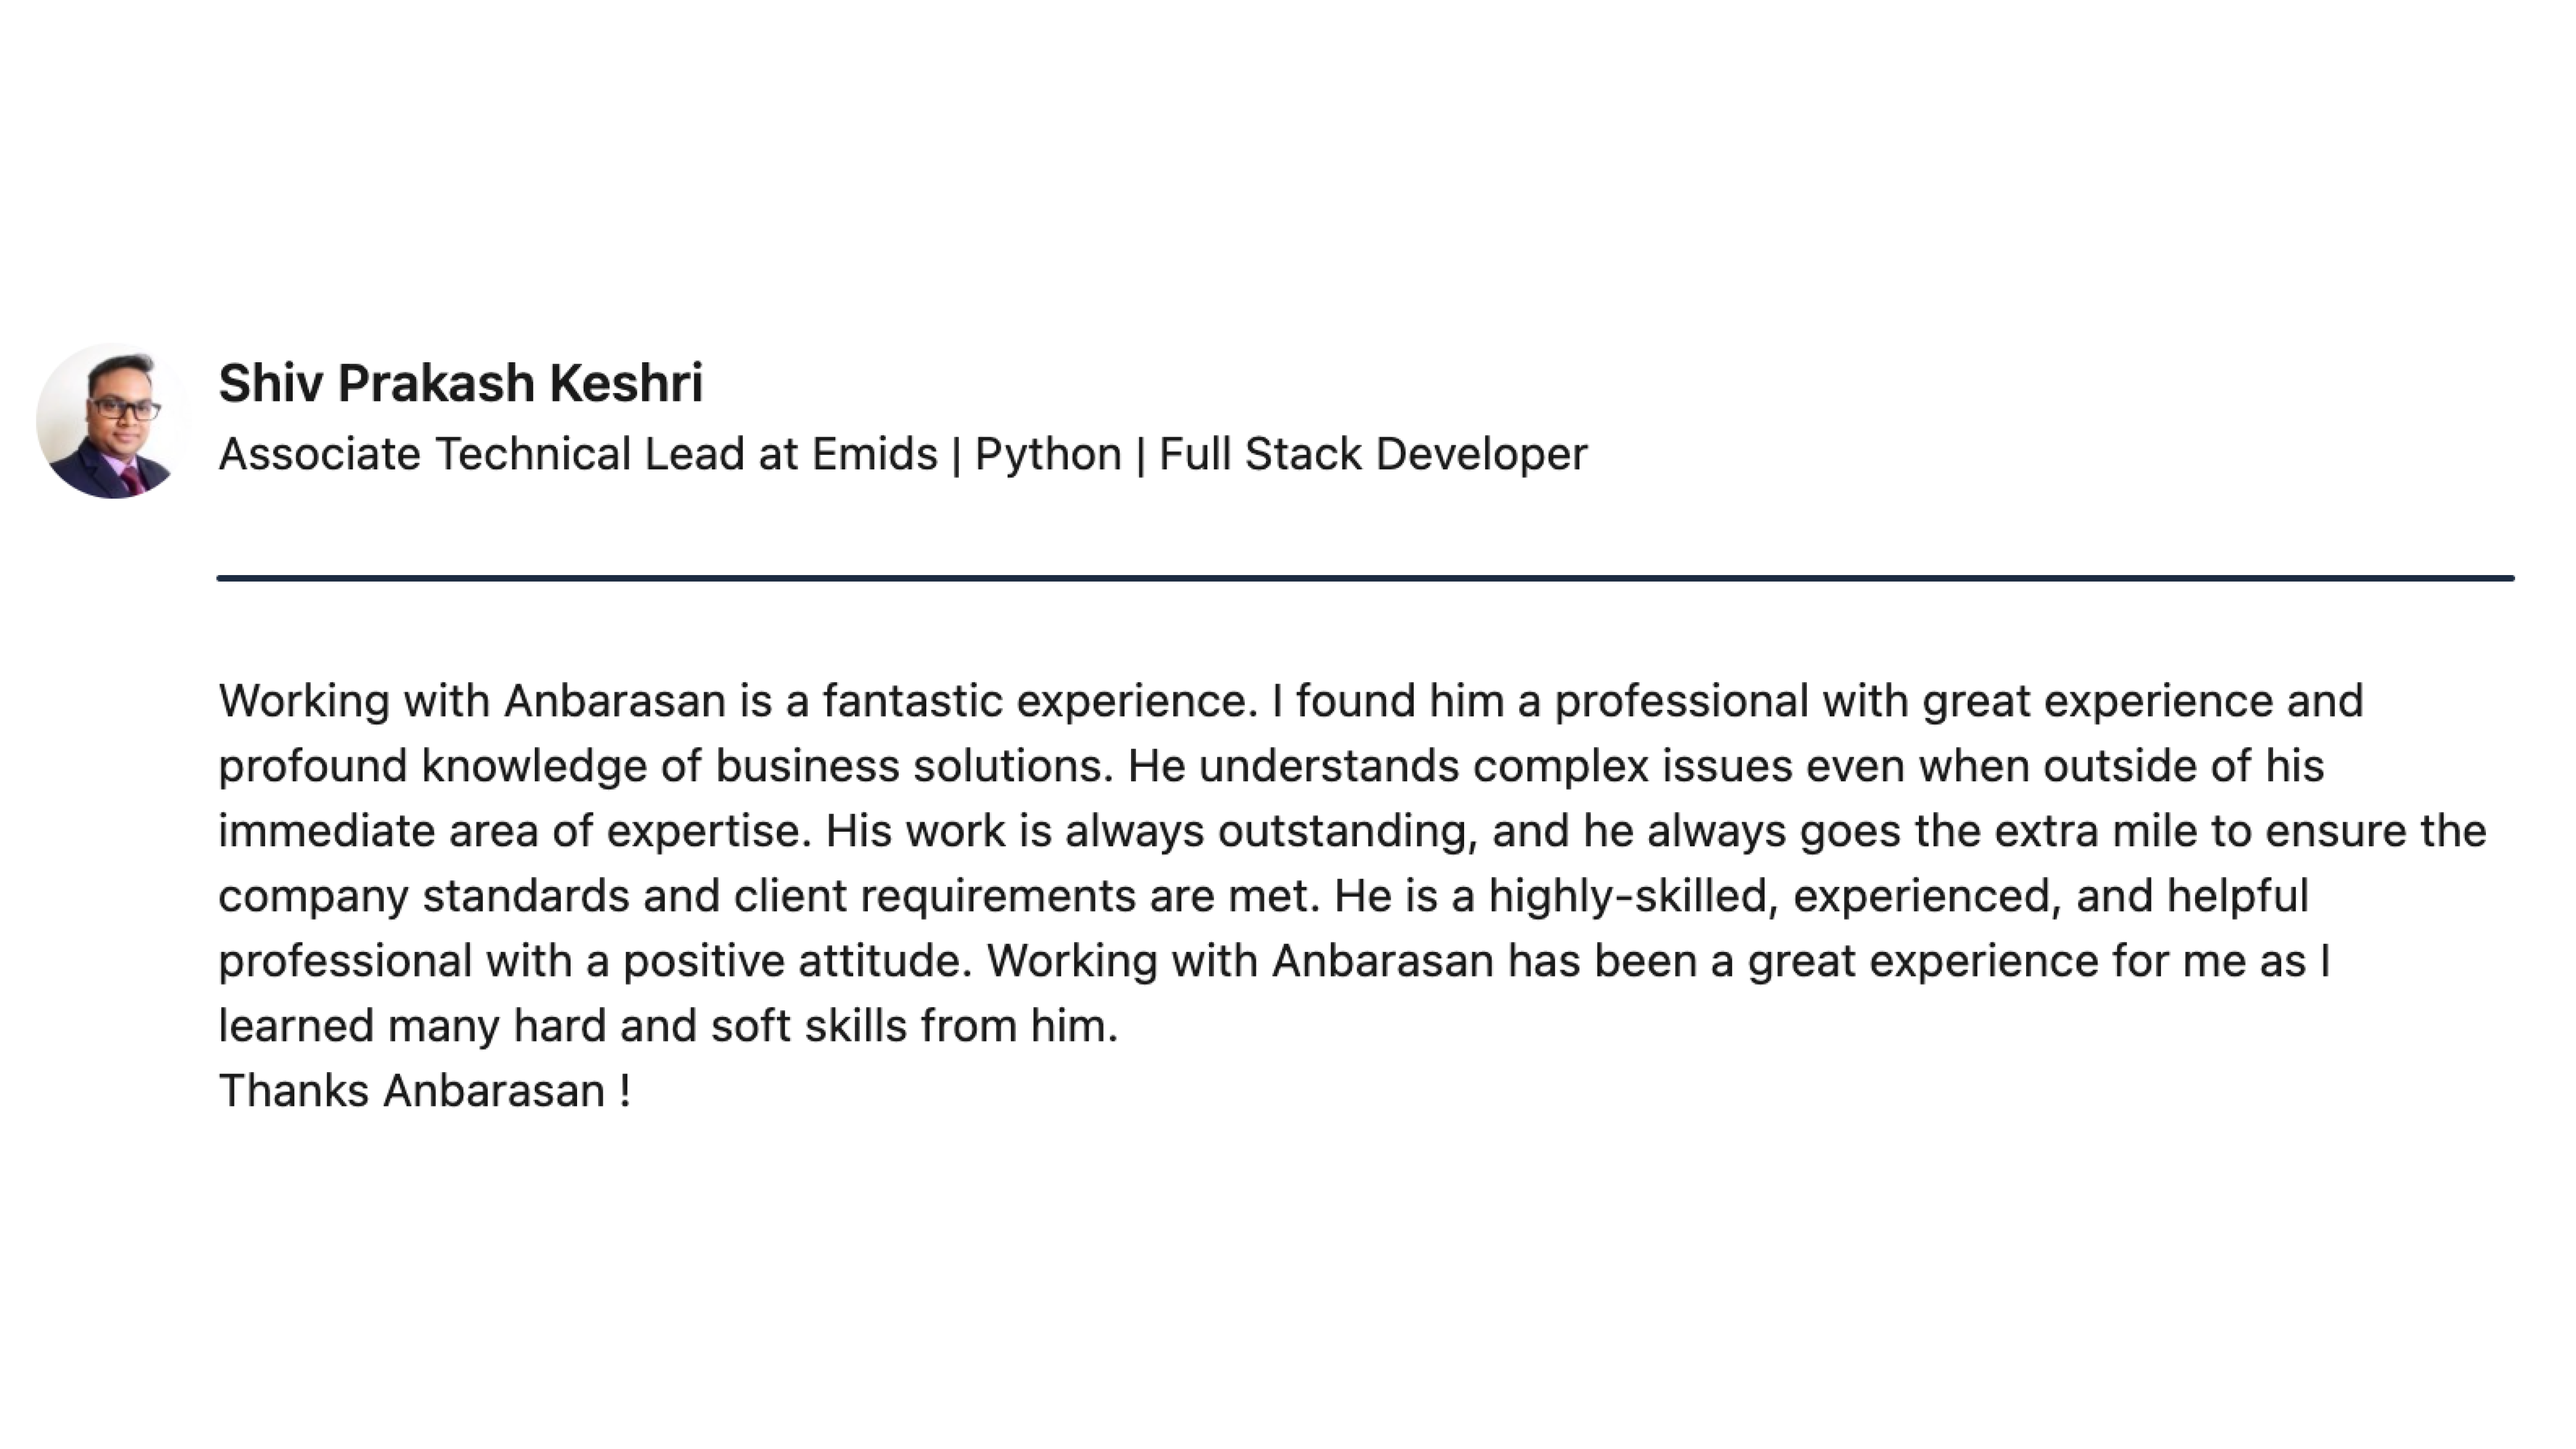 Shiv Prakash Keshri
Associate Technical Lead at Emids | Python | Full Stack Developer
Working with Anbarasan is a fantastic experience. I found him a professional with great experience and
profound knowledge of business solutions. He understands complex issues even when outside of his
immediate area of expertise. His work is always outstanding, and he always goes the extra mile to ensure the
company standards and client requirements are met. He is a highly-skilled, experienced, and helpful
professional with a positive attitude. Working with Anbarasan has been a great experience for me as I
learned many hard and soft skills from him.
Thanks Anbarasan !